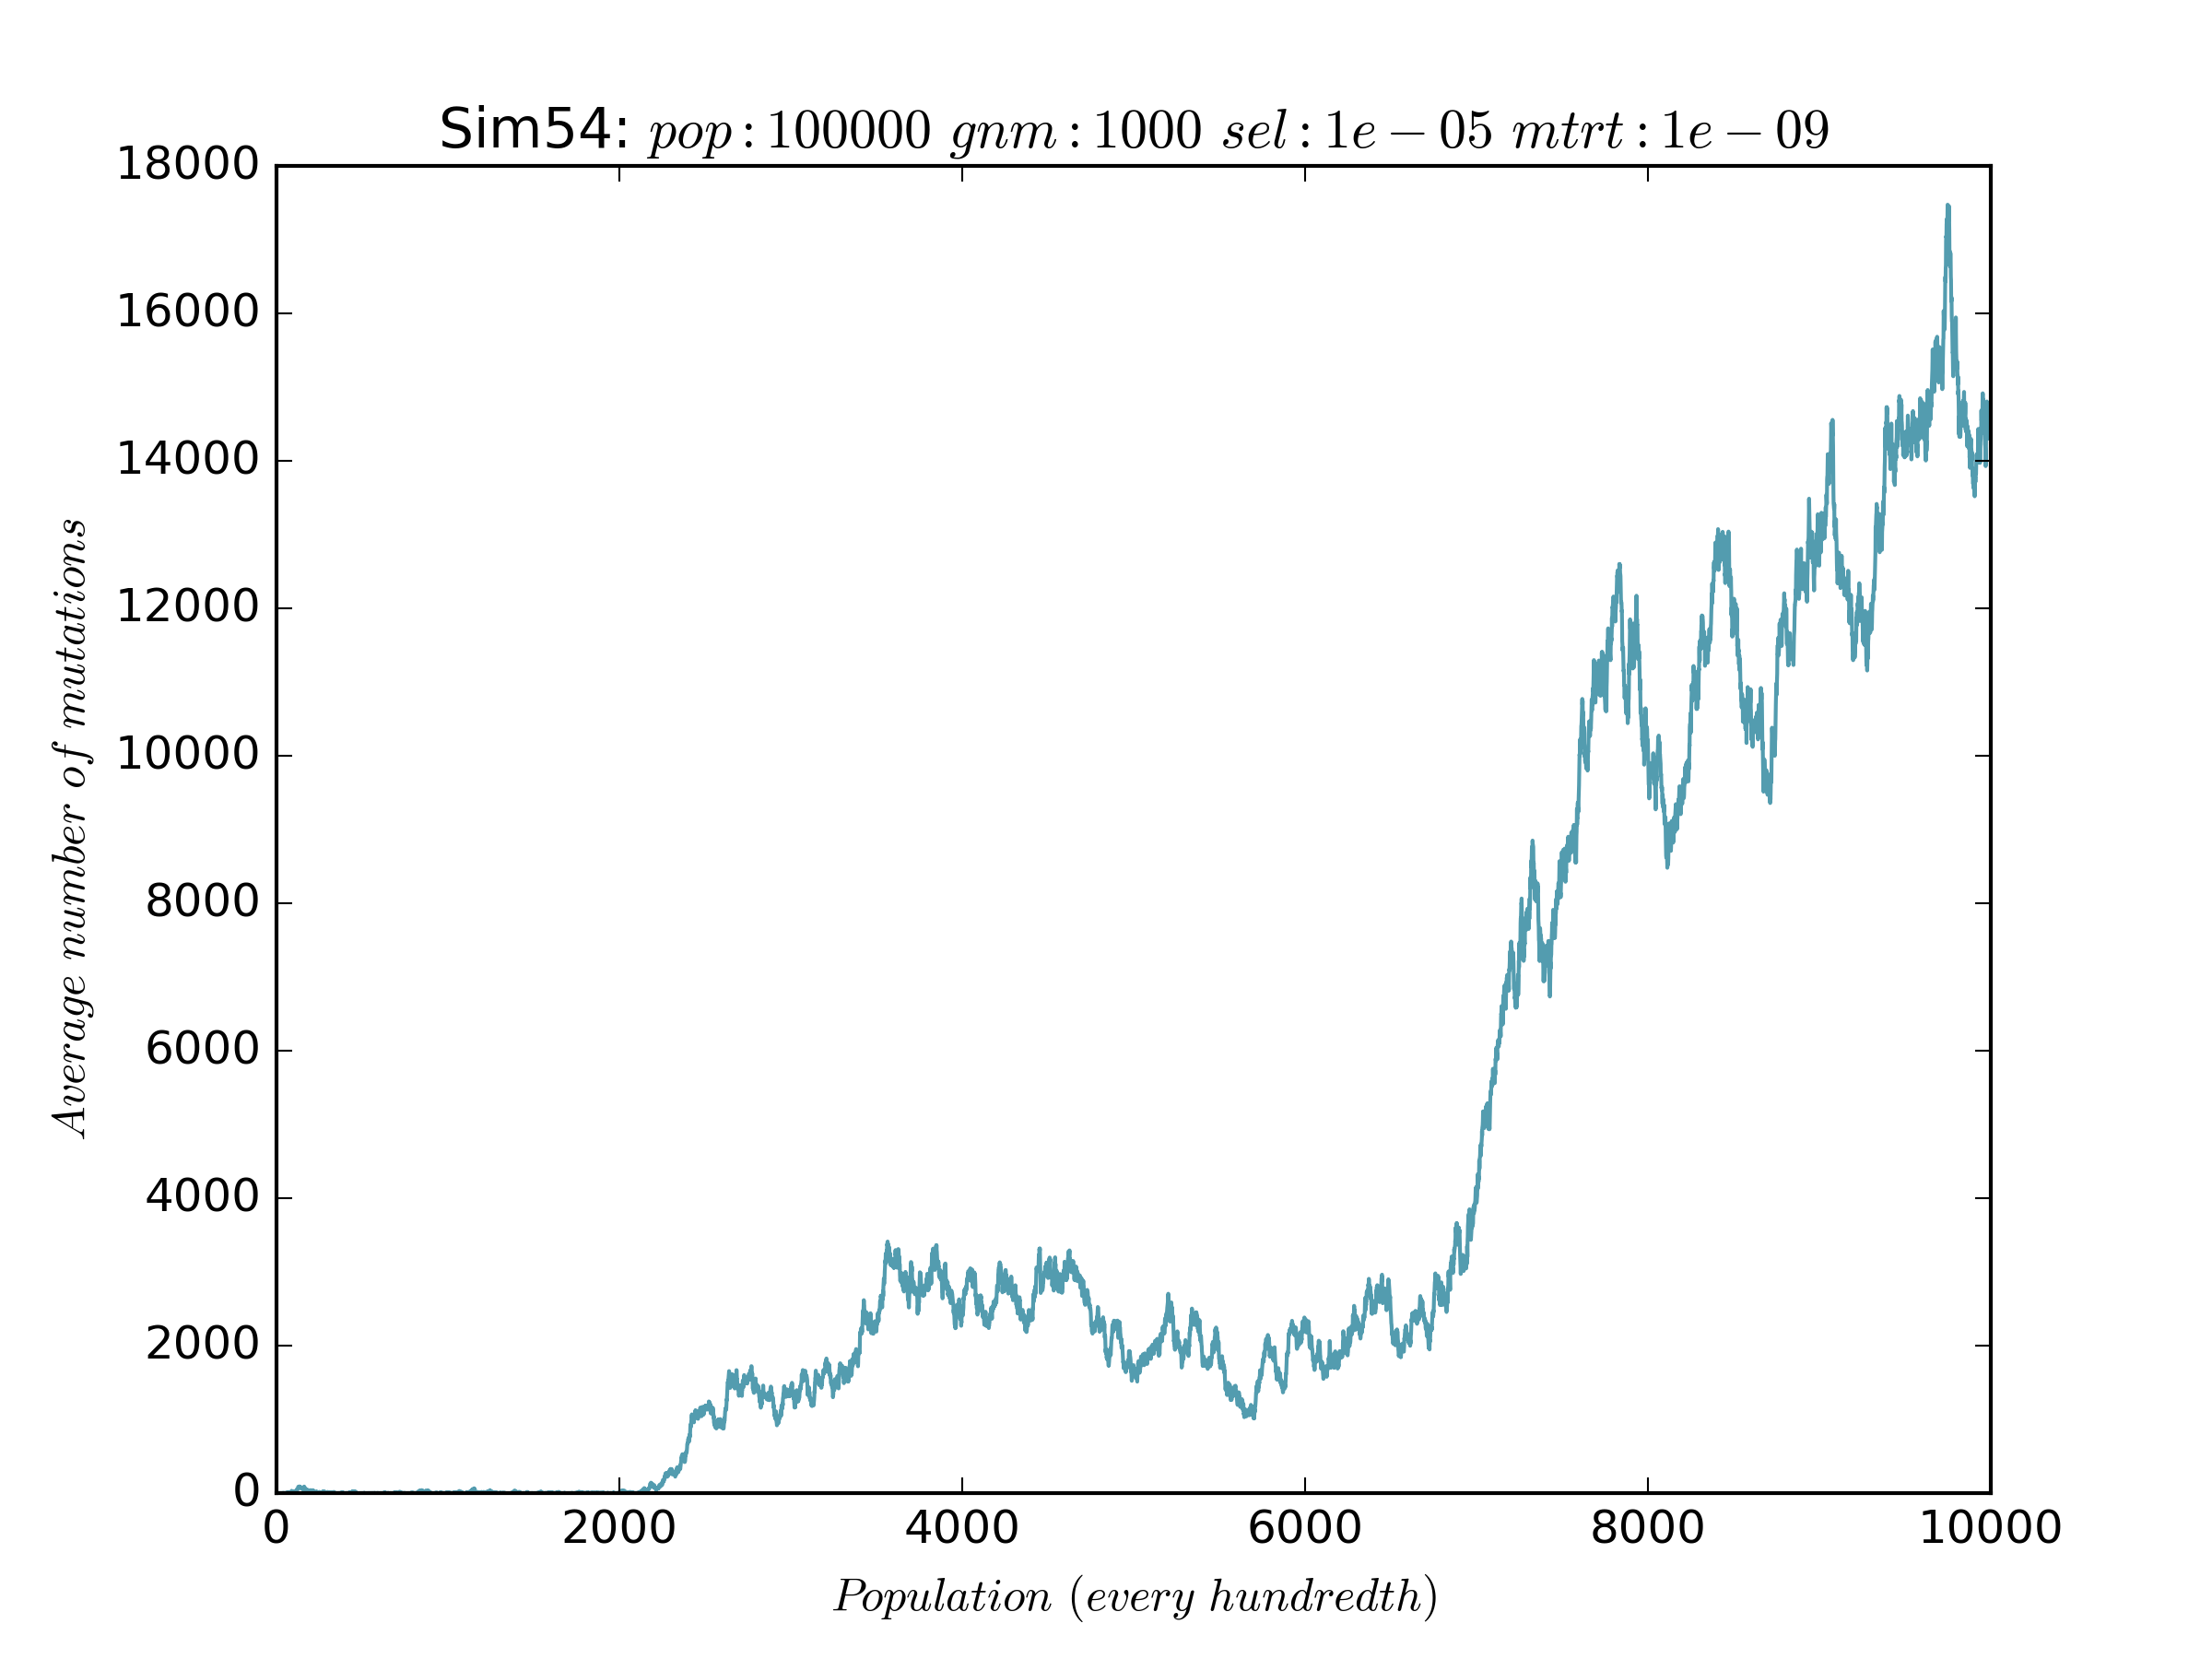 Sim54: pop : 100000 gnm : 1000 sel : 1e − 05 mtrt : 1e − 09
18000
16000
14000
12000
10000
8000
6000
4000
2000
0
Average number of mutations
0 2000 4000 6000 8000 10000
Population (every hundredth)